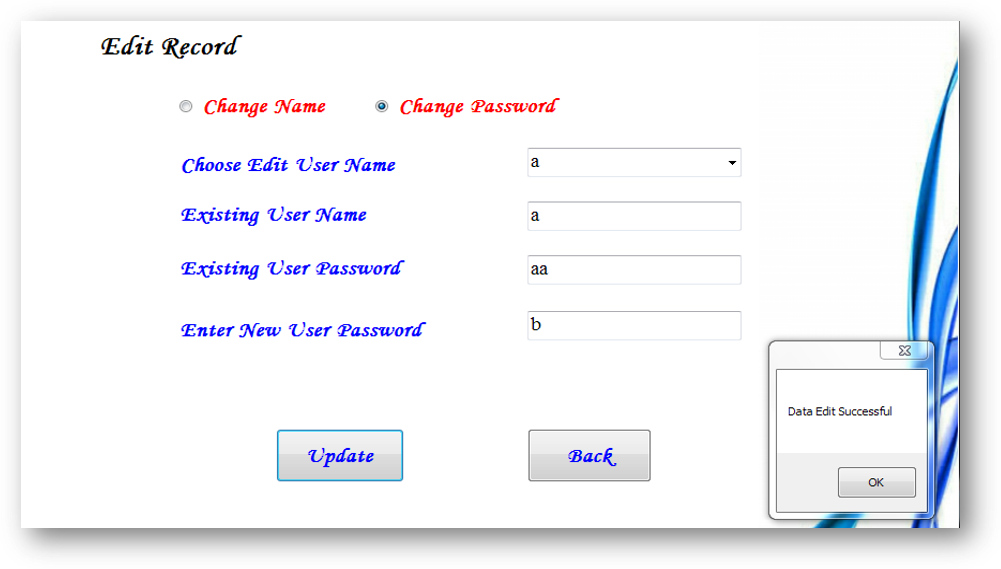 Edit Record
Change Name Change Password
Choose Edit User Name a
Existing User Name a
Existing User Password aa
Enter New User Password b
Data Edit Successful
Update Back OK